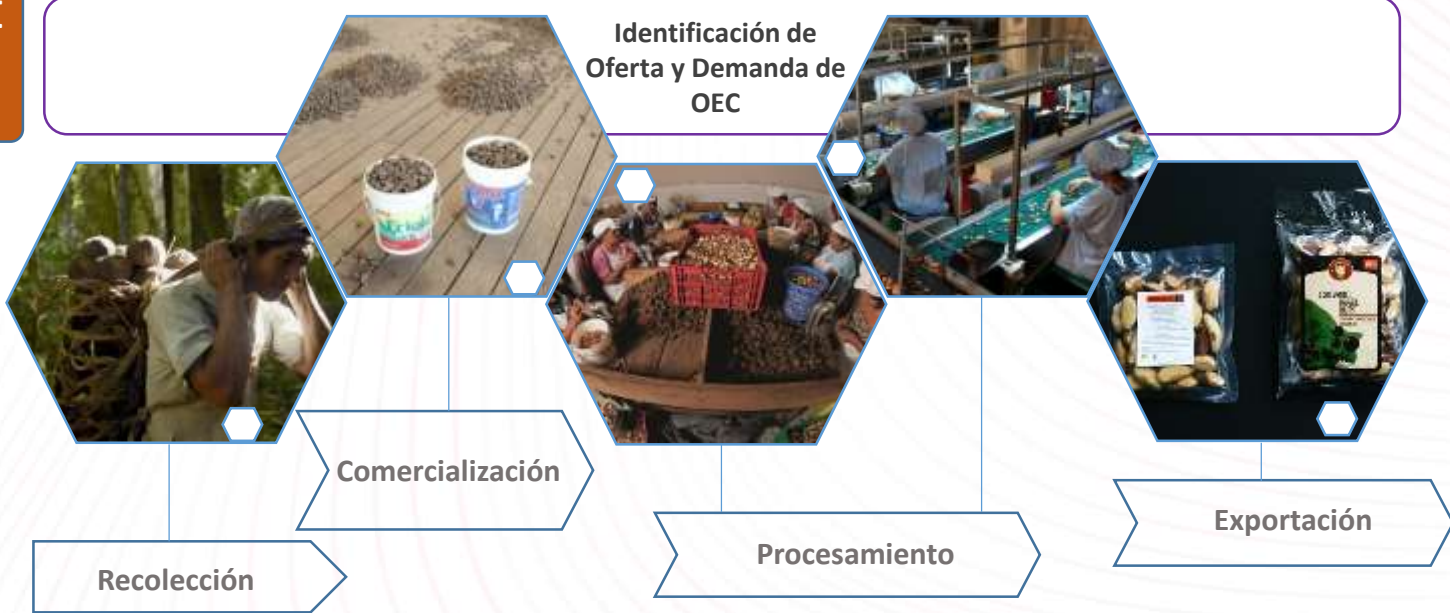 Identificación de
Oferta y Demanda de
OEC
Comercialización
Recolección
Procesamiento
Exportación